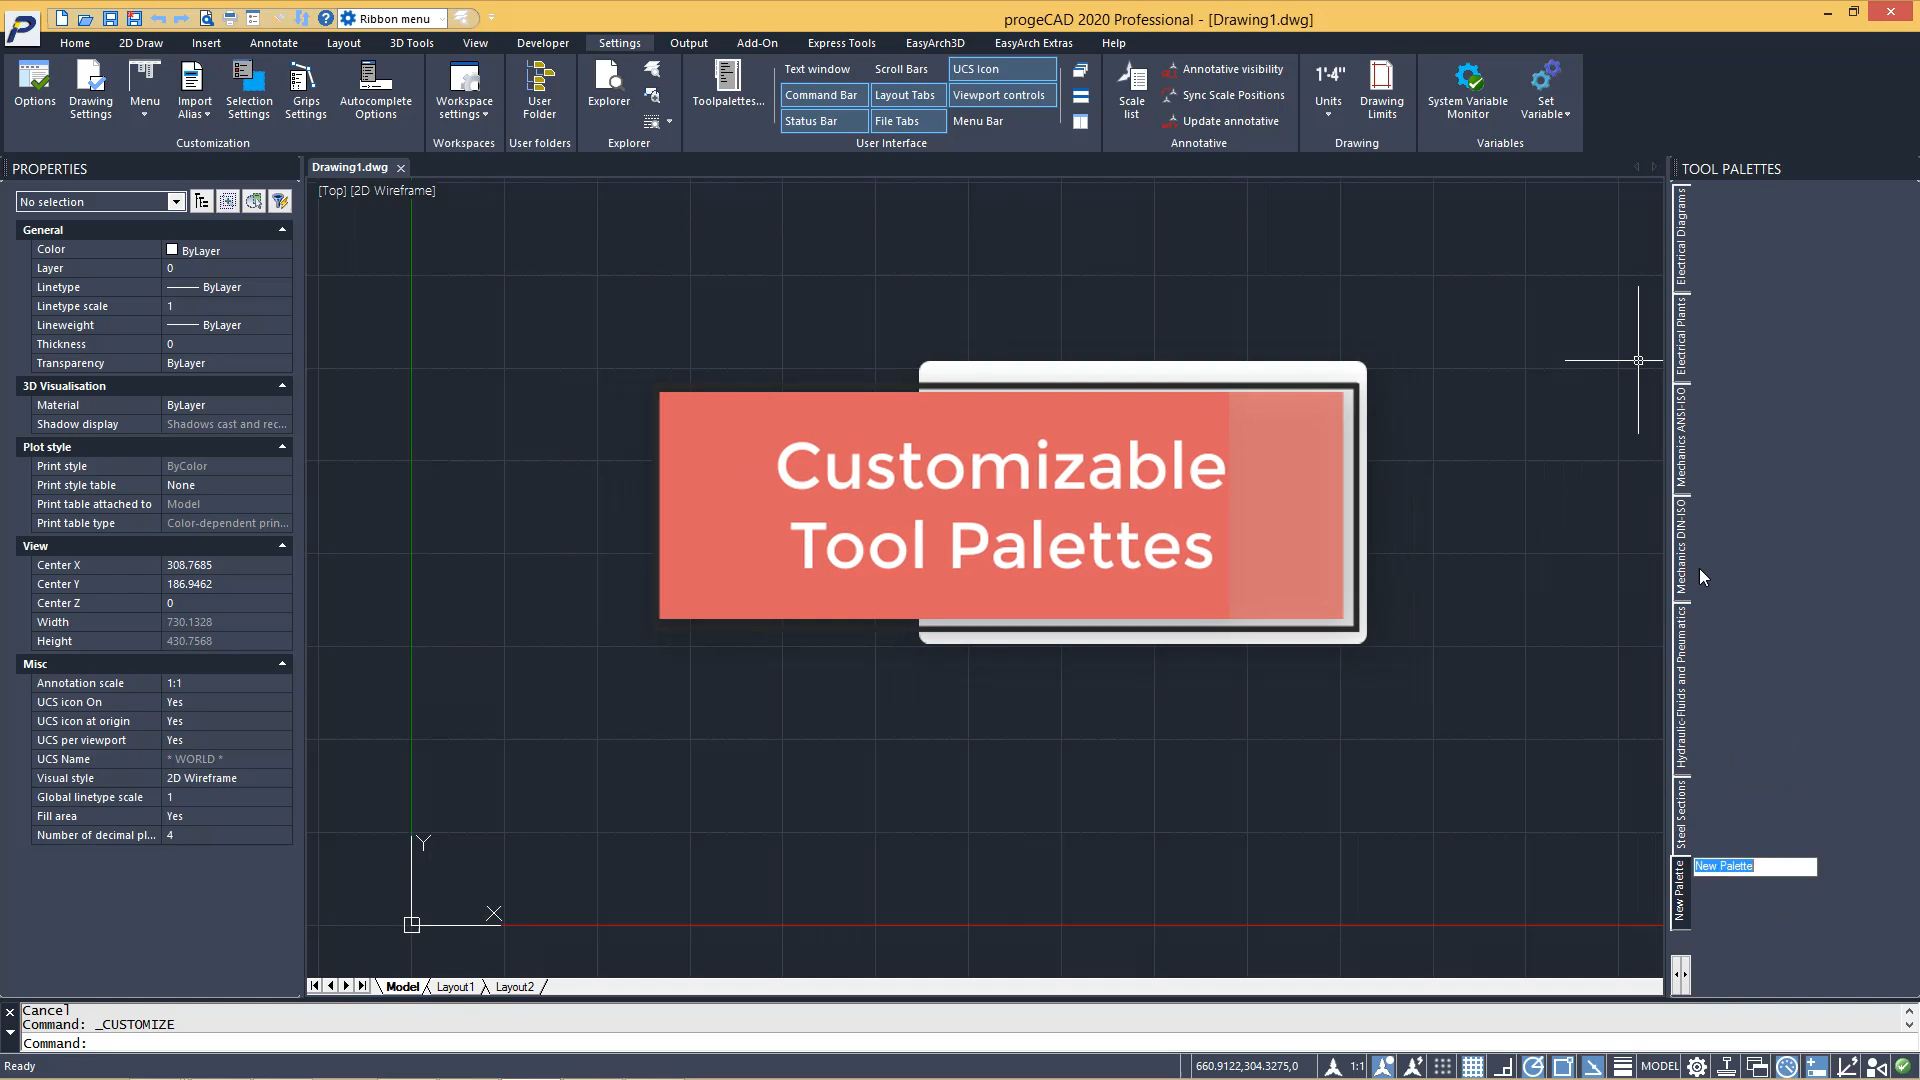 Ribbon menu
progeCAD 2020 Professional - [Drawing1.dwg]
Home 2D Draw Insert Annotate Layout 3D Tools View Developer Settings Output Add-On Express Tools EasyArch3D EasyArch Extras Help
Options
Drawing
Settings
Menu
Import
Alias
Selection
Settings
Grips
Settings
Autocomplete
Options
Customization
Workspace
settings
Workspaces
User
Folder
User folders
Explorer
Explorer
Toolpalettes...
Text window Scroll Bars UCS Icon
Command Bar Layout Tabs Viewport controls
Status Bar File Tabs Menu Bar
User Interface
Scale
list
Annotative visibility
Sync Scale Positions
Update annotative
Annotative
1'-4"
Units
Drawing
Limits
Drawing
System Variable
Monitor
Set
Variable
Variables
PROPERTIES
No selection
General
Color ByLayer
Layer 0
Linetype ByLayer
Linetype scale 1
Lineweight ByLayer
Thickness 0
Transparency ByLayer
3D Visualisation
Material ByLayer
Shadow display Shadows cast and rec...
Plot style
Print style ByColor
Print style table None
Print table attached to Model
Print table type Color-dependent prin...
View
Center X 308.7685
Center Y 186.9462
Center Z 0
Width 730.1328
Height 430.7568
Misc
Annotation scale 1:1
UCS icon On Yes
UCS icon at origin Yes
UCS per viewport Yes
UCS Name * WORLD *
Visual style 2D Wireframe
Global linetype scale 1
Fill area Yes
Number of decimal pl... 4
Drawing1.dwg
[Top] [2D Wireframe]
Customizable
Tool Palettes
Y
X
Model Layout1 Layout2
TOOL PALETTES
Electrical Diagrams
Electrical Plants
Mechanics ANSI-ISO
Mechanics DIN-ISO
Hydraulic-Fluids and Pneumatics
Steel Sections
New Palette
New Palette
Cancel
Command: _CUSTOMIZE
Command:
Ready
660.9122,304.3275,0
1:1
MODEL